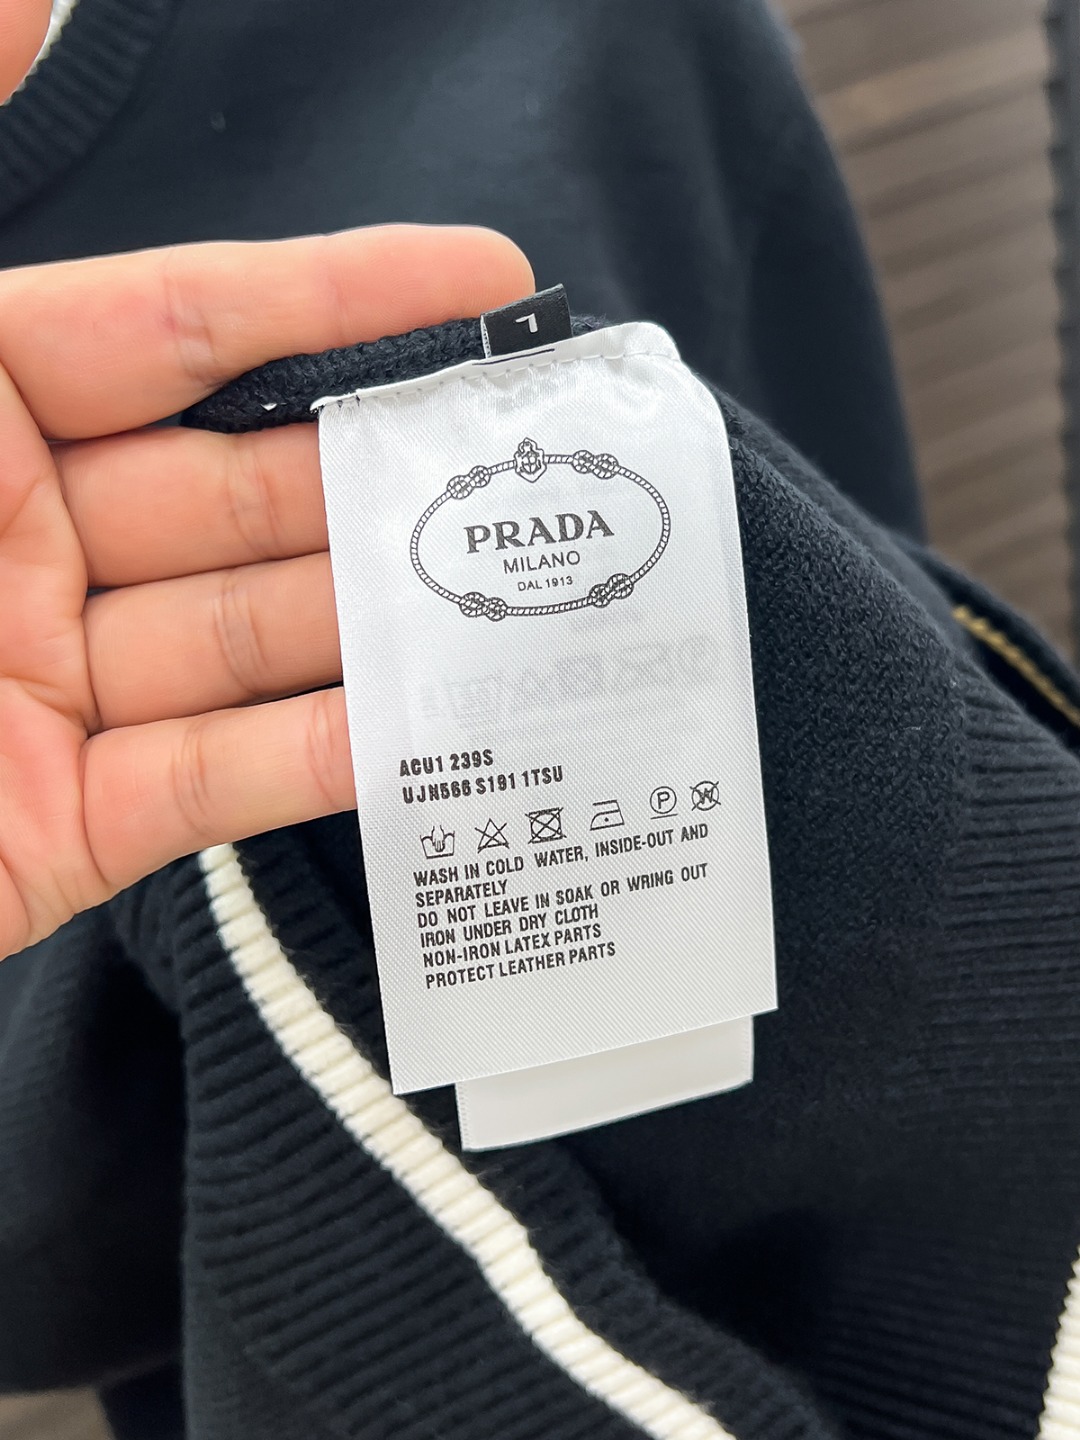 L
PRADA
MILANO
DAL 1913
ACU1 239S
UJN566 S191 1TSU
P
W
WASH IN COLD WATER, INSIDE-OUT AND
SEPARATELY
DO NOT LEAVE IN SOAK OR WRING OUT
IRON UNDER DRY CLOTH
NON-IRON LATEX PARTS
PROTECT LEATHER PARTS